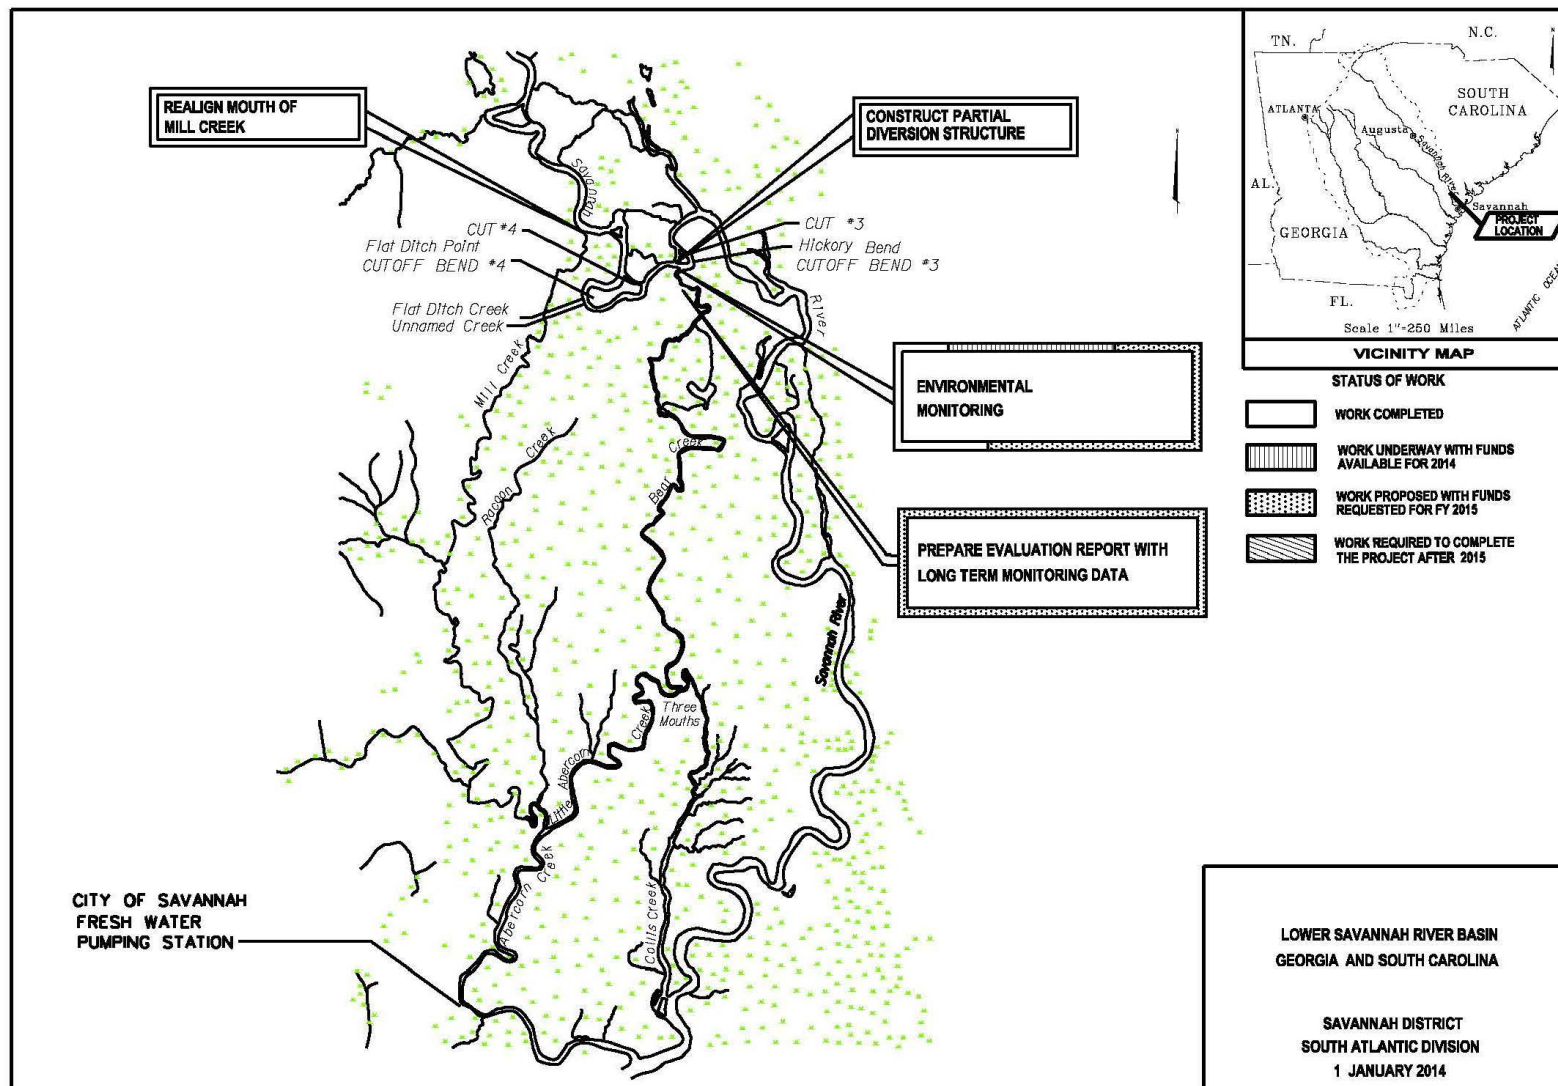 REALIGN MOUTH OF
MILL CREEK
CONSTRUCT PARTIAL
DIVERSION STRUCTURE
Savannah
CUT #4
Flat Ditch Point
CUTOFF BEND #4
Flat Ditch Creek
Unnamed Creek
CUT #3
Hickory Bend
CUTOFF BEND #3
River
N
ENVIRONMENTAL
MONITORING
PREPARE EVALUATION REPORT WITH
LONG TERM MONITORING DATA
Mill Creek
Racoon Creek
Bear Creek
Savannah River
Three
Mouths
Little Abercorn Creek
Abercorn Creek
Collis Creek
CITY OF SAVANNAH
FRESH WATER
PUMPING STATION
TN.
N.C.
N
SOUTH
CAROLINA
ATLANTA
Augusta
Savannah River
AL.
Savannah
PROJECT
LOCATION
GEORGIA
FL.
ATLANTIC OCEAN
Scale 1"=250 Miles
VICINITY MAP
STATUS OF WORK
WORK COMPLETED
WORK UNDERWAY WITH FUNDS
AVAILABLE FOR 2014
WORK PROPOSED WITH FUNDS
REQUESTED FOR FY 2015
WORK REQUIRED TO COMPLETE
THE PROJECT AFTER 2015
LOWER SAVANNAH RIVER BASIN
GEORGIA AND SOUTH CAROLINA
SAVANNAH DISTRICT
SOUTH ATLANTIC DIVISION
1 JANUARY 2014